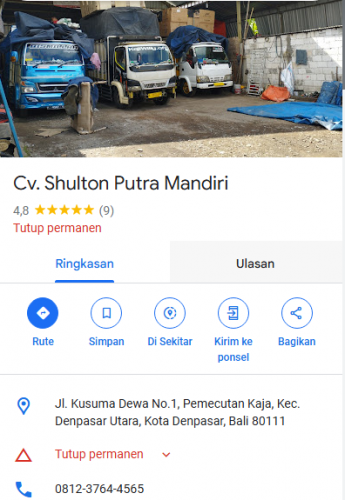 Cv. Shulton Putra Mandiri
4,8 ★★★★★ (9)
Tutup permanen
Ringkasan Ulasan
Rute Simpan Di Sekitar Kirim ke ponsel Bagikan
Jl. Kusuma Dewa No.1, Pemecutan Kaja, Kec.
Denpasar Utara, Kota Denpasar, Bali 80111
Tutup permanen
0812-3764-4565